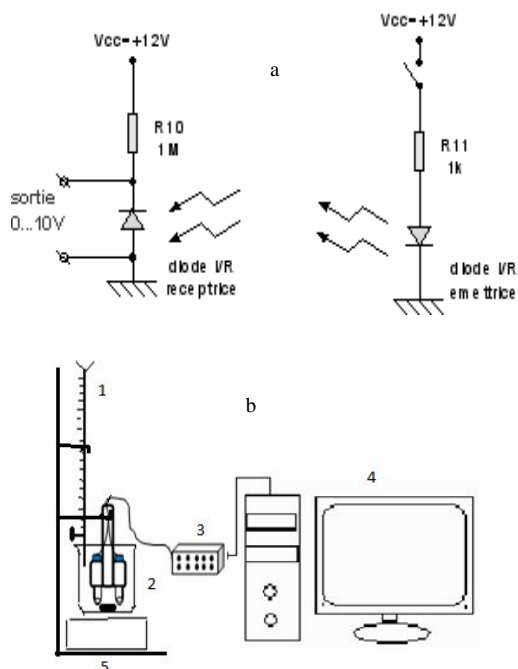 Vcc=+12V
a
Vcc=+12V
R10
1M
R11
1k
sortie
0...10V
diode I/R
receptrice
diode I/R
emettrice
b
1
2
3
4
5